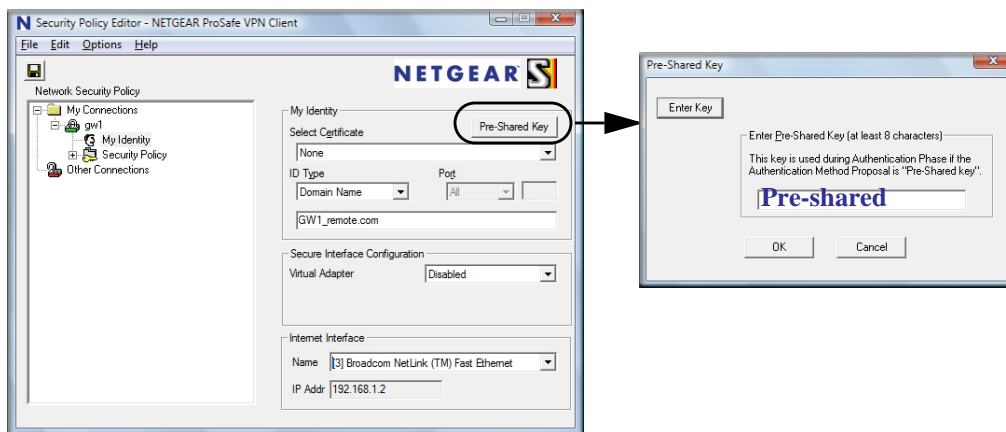 Security Policy Editor - NETGEAR ProSafe VPN Client
File Edit Options Help
NETGEAR
Network Security Policy
My Connections
gw1
My Identity
Security Policy
Other Connections
My Identity
Pre-Shared Key
Select Certificate
None
ID Type
Port
Domain Name
All
GW1_remote.com
Secure Interface Configuration
Virtual Adapter
Disabled
Internet Interface
Name
[3] Broadcom NetLink (TM) Fast Ethernet
IP Addr
192.168.1.2
Pre-Shared Key
Enter Key
Enter Pre-Shared Key (at least 8 characters)
This key is used during Authentication Phase if the
Authentication Method Proposal is "Pre-Shared key".
Pre-shared
OK
Cancel